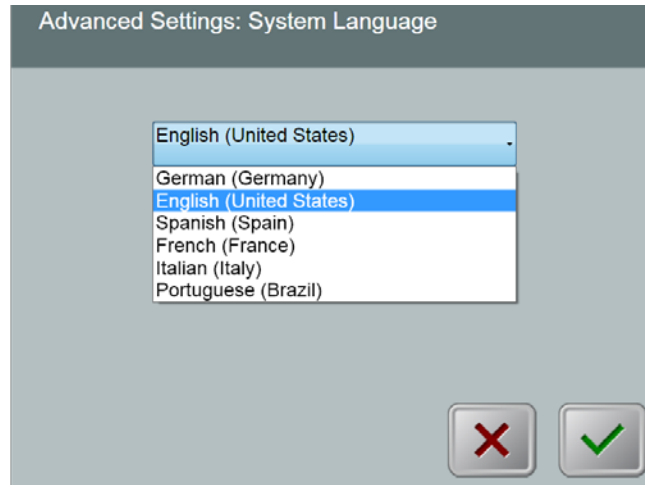 Advanced Settings: System Language
English (United States)
German (Germany)
English (United States)
Spanish (Spain)
French (France)
Italian (Italy)
Portuguese (Brazil)